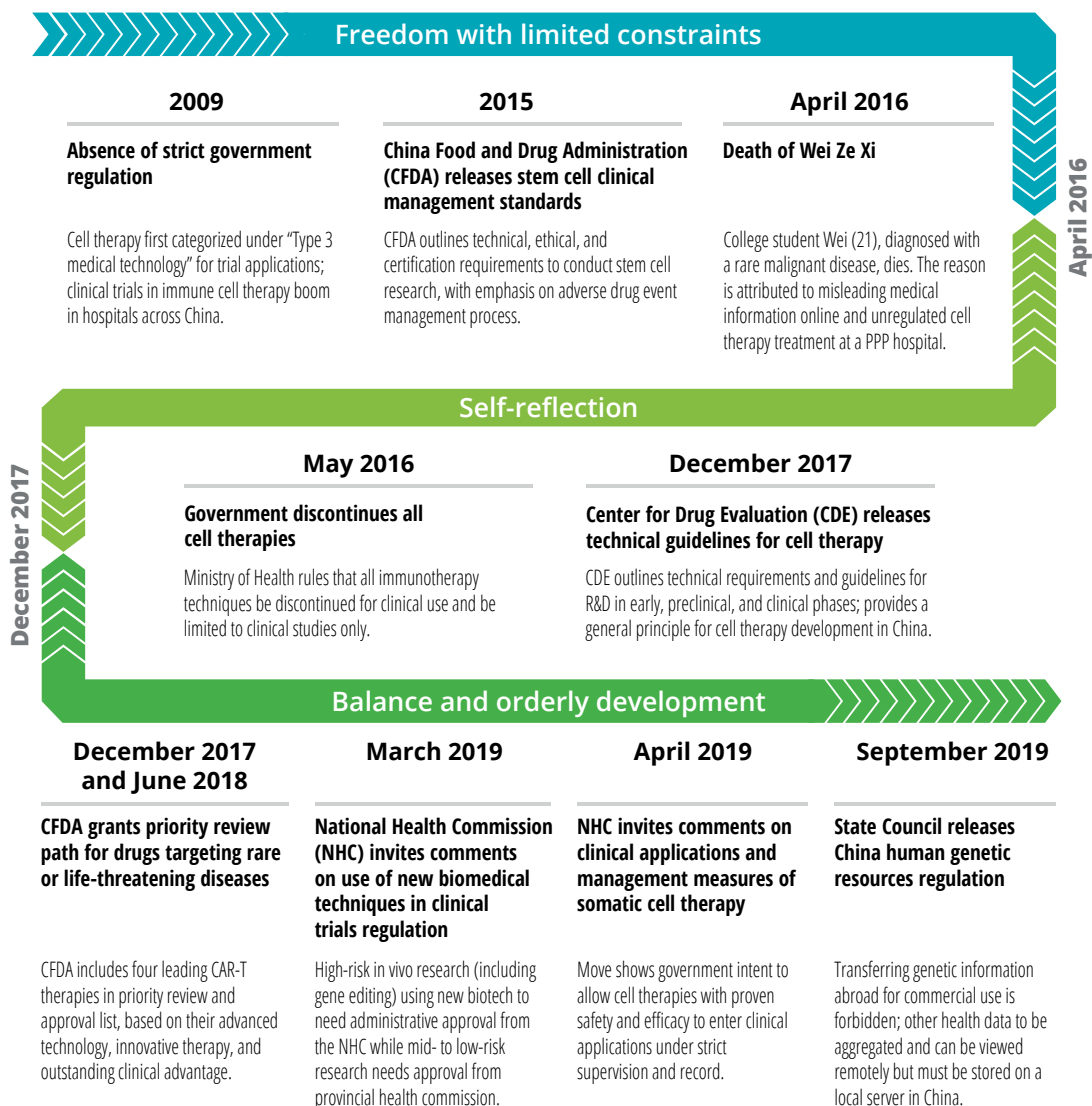 Freedom with limited constraints
2009
Absence of strict government
regulation
Cell therapy first categorized under “Type 3
medical technology” for trial applications;
clinical trials in immune cell therapy boom
in hospitals across China.
2015
China Food and Drug Administration
(CFDA) releases stem cell clinical
management standards
CFDA outlines technical, ethical, and
certification requirements to conduct stem cell
research, with emphasis on adverse drug event
management process.
April 2016
Death of Wei Ze Xi
College student Wei (21), diagnosed with
a rare malignant disease, dies. The reason
is attributed to misleading medical
information online and unregulated cell
therapy treatment at a PPP hospital.
April 2016
Self-reflection
May 2016
Government discontinues all
cell therapies
Ministry of Health rules that all immunotherapy
techniques be discontinued for clinical use and be
limited to clinical studies only.
December 2017
Center for Drug Evaluation (CDE) releases
technical guidelines for cell therapy
CDE outlines technical requirements and guidelines for
R&D in early, preclinical, and clinical phases; provides a
general principle for cell therapy development in China.
December 2017
Balance and orderly development
December 2017
and June 2018
CFDA grants priority review
path for drugs targeting rare
or life-threatening diseases
CFDA includes four leading CAR-T
therapies in priority review and
approval list, based on their advanced
technology, innovative therapy, and
outstanding clinical advantage.
March 2019
National Health Commission
(NHC) invites comments
on use of new biomedical
techniques in clinical
trials regulation
High-risk in vivo research (including
gene editing) using new biotech to
need administrative approval from
the NHC while mid- to low-risk
research needs approval from
provincial health commission.
April 2019
NHC invites comments on
clinical applications and
management measures of
somatic cell therapy
Move shows government intent to
allow cell therapies with proven
safety and efficacy to enter clinical
applications under strict
supervision and record.
September 2019
State Council releases
China human genetic
resources regulation
Transferring genetic information
abroad for commercial use is
forbidden; other health data to be
aggregated and can be viewed
remotely but must be stored on a
local server in China.